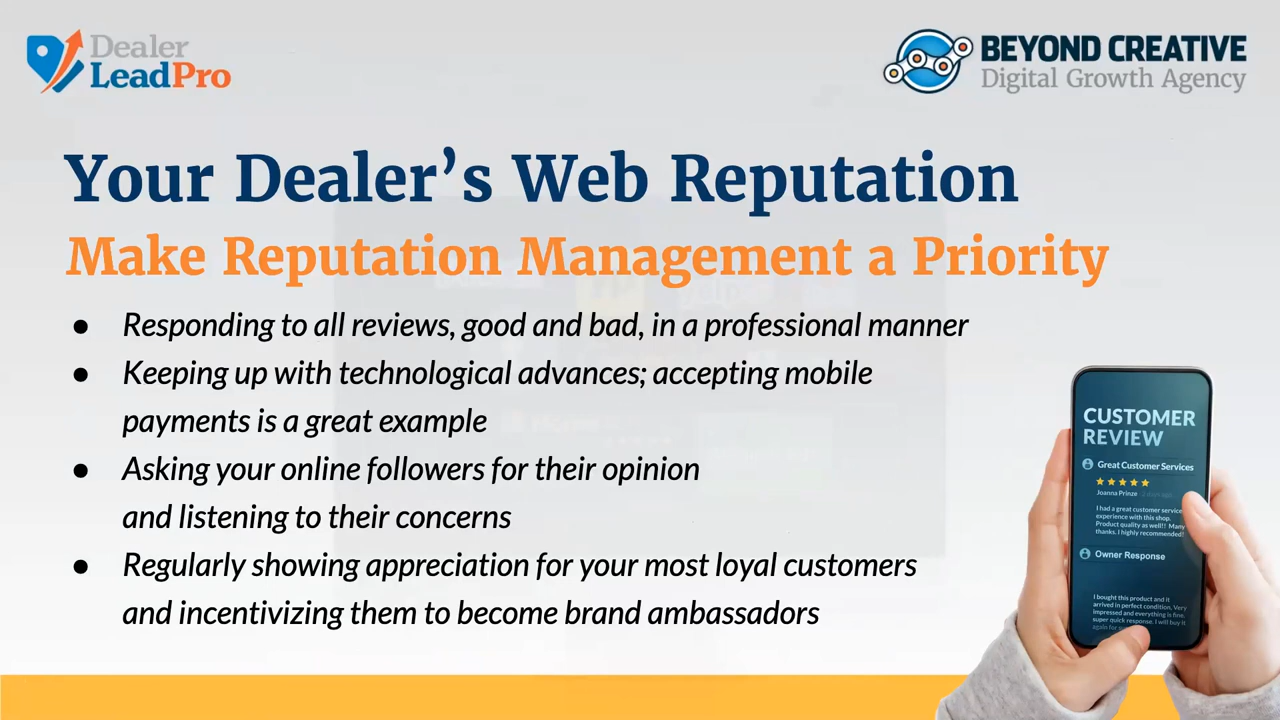 Dealer
LeadPro
BEYOND CREATIVE
Digital Growth Agency
Your Dealer’s Web Reputation
Make Reputation Management a Priority
● Responding to all reviews, good and bad, in a professional manner
● Keeping up with technological advances; accepting mobile
payments is a great example
● Asking your online followers for their opinion
and listening to their concerns
● Regularly showing appreciation for your most loyal customers
and incentivizing them to become brand ambassadors
CUSTOMER
REVIEW
Great Customer Services
Joanna Prinze 2 days ago
I had a great customer service
experience with this shop.
Product quality as well!! Many
thanks. I highly recommended!
Owner Response
I bought this product and it
arrived in perfect condition. Very
impressed and everything is fine,
super quick response. I will buy it
again for